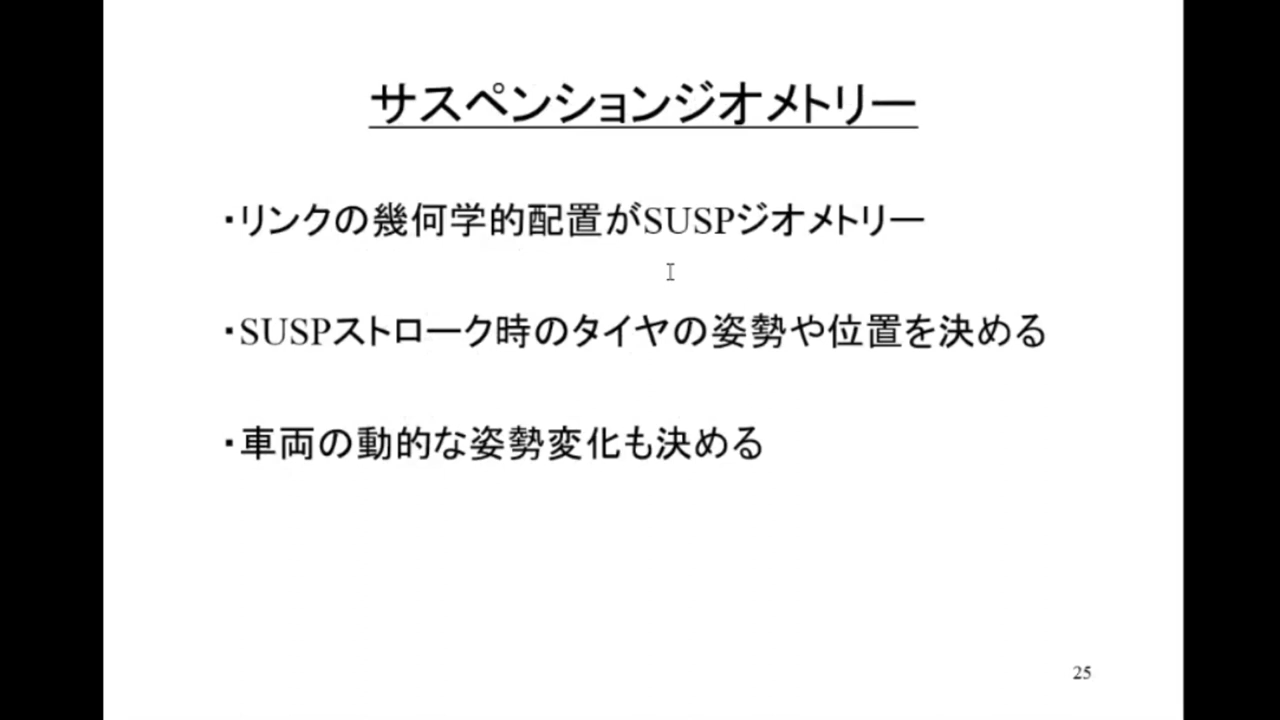 サスペンションジオメトリー
・リンクの幾何学的配置がSUSPジオメトリー
・SUSPストローク時のタイヤの姿勢や位置を決める
・車両の動的な姿勢変化も決める
25